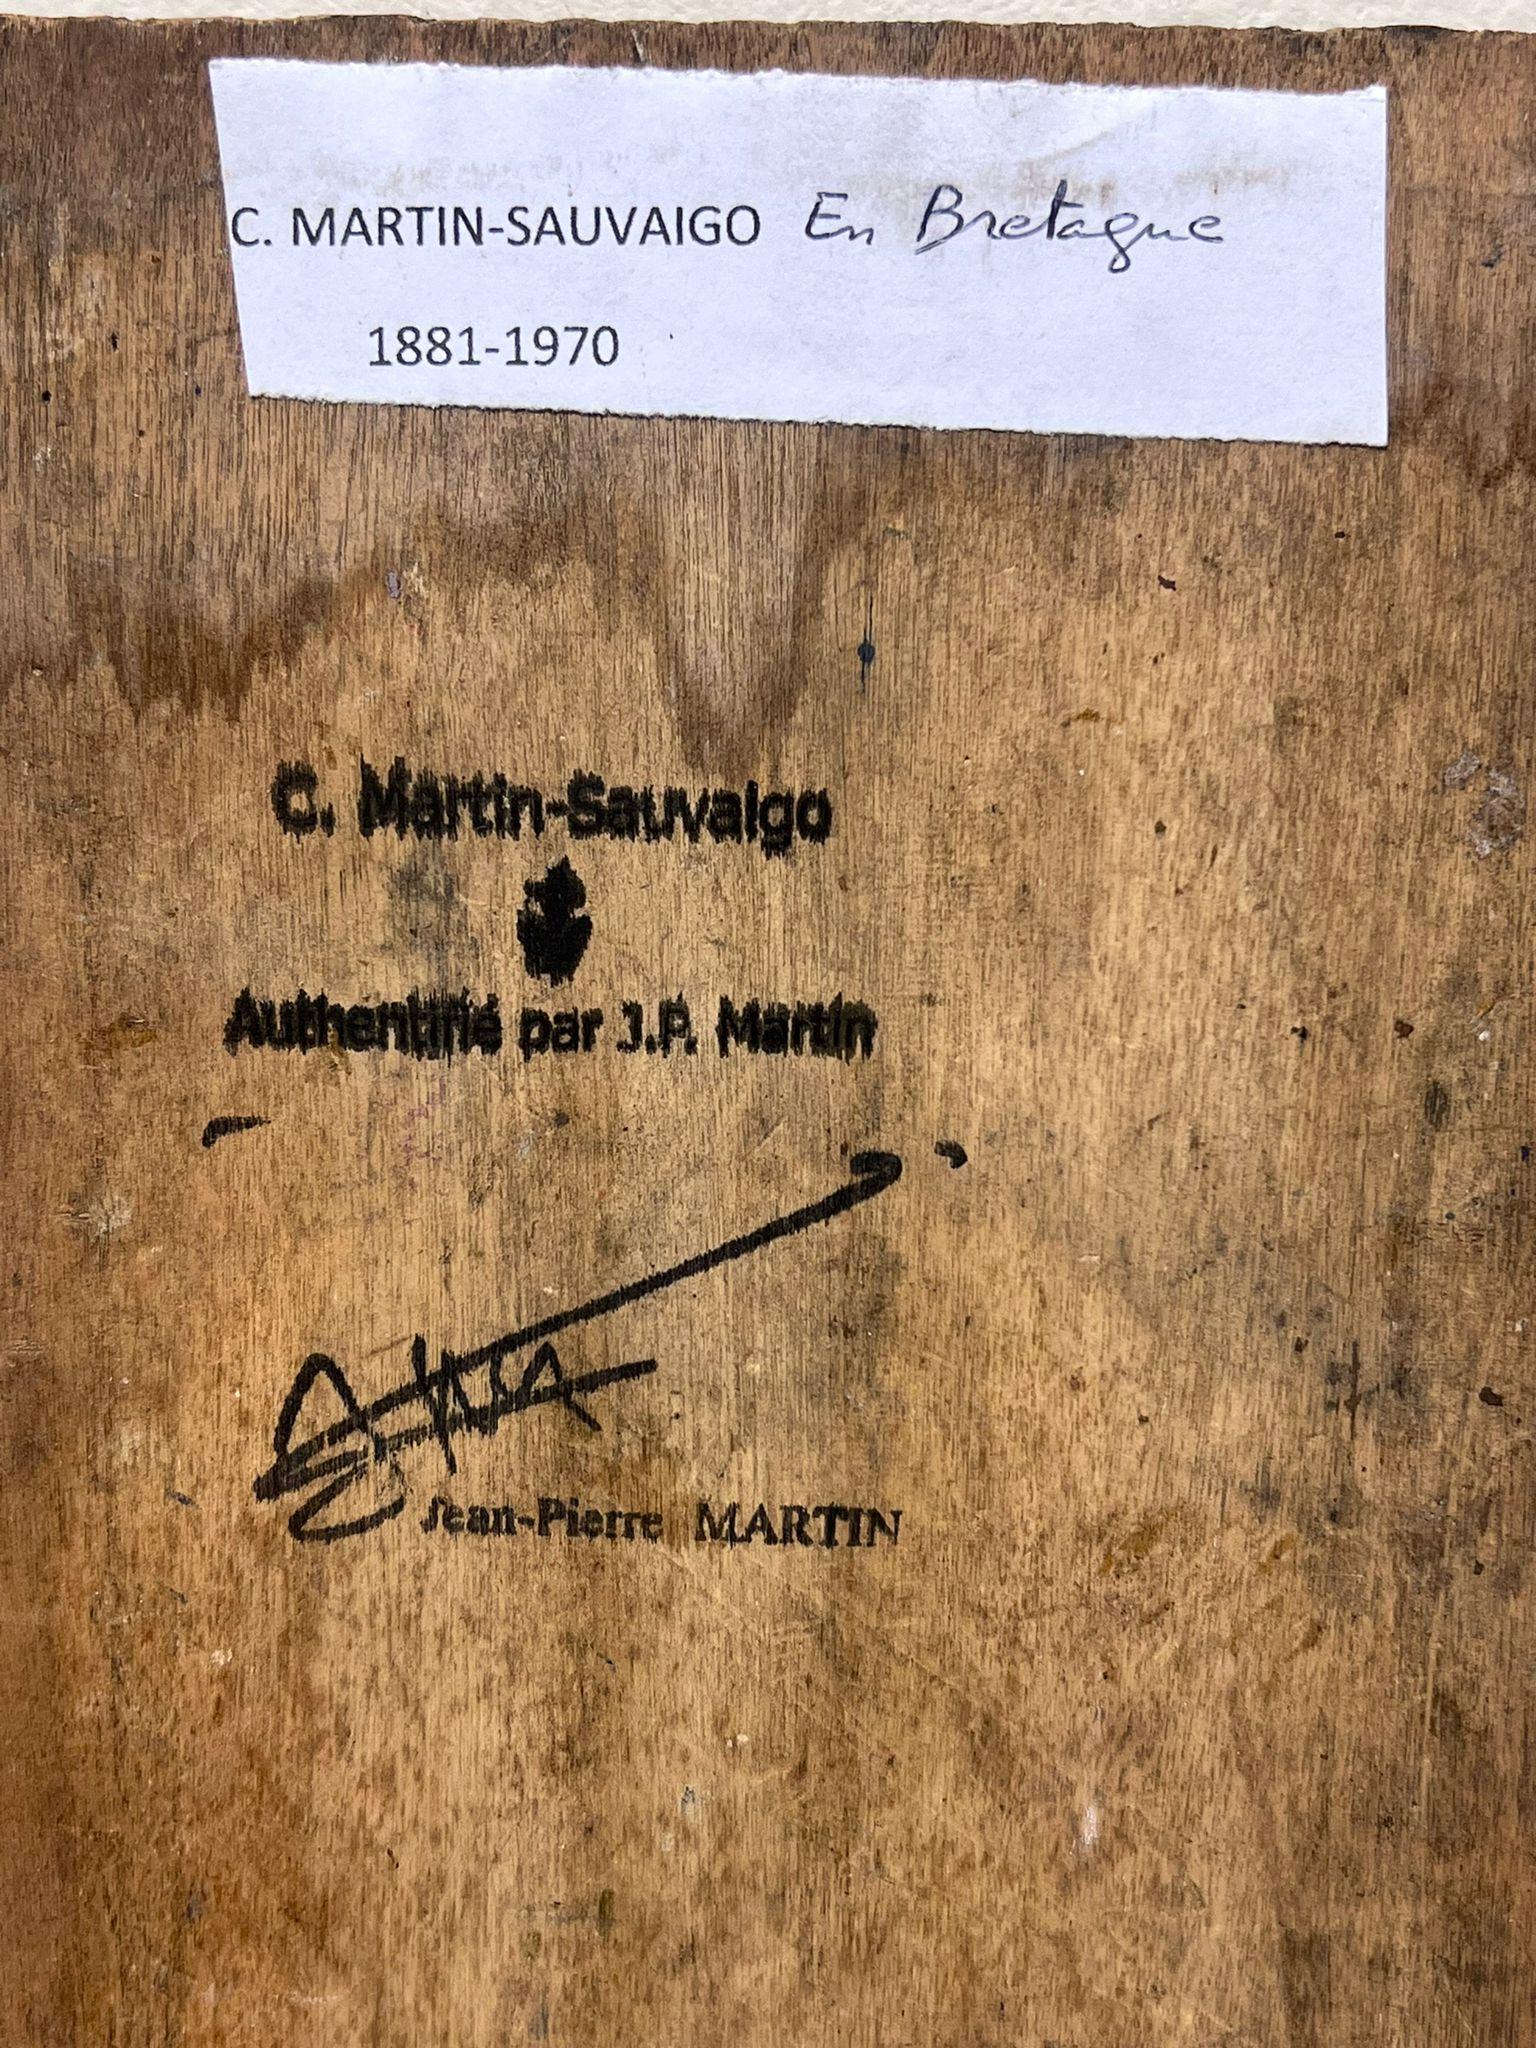 C. MARTIN-SAUVAIGO En Bretagne
1881-1970
C. Martin-Sauvaigo
Authentifié par J.P. Martin
Jean-Pierre MARTIN